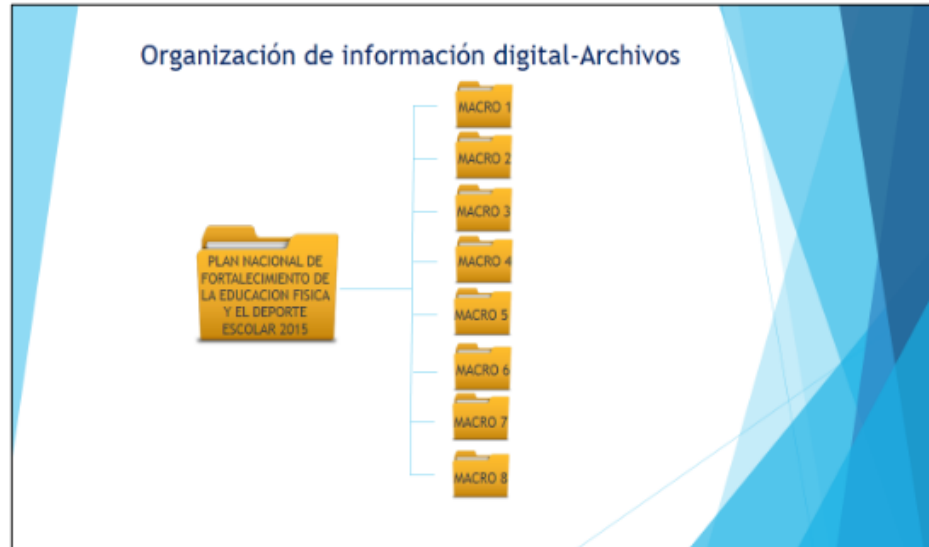 Organización de información digital-Archivos
MACRO 1
MACRO 2
MACRO 3
MACRO 4
PLAN NACIONAL DE
FORTALECIMIENTO DE
LA EDUCACION FISICA
Y EL DEPORTE
ESCOLAR 2015
MACRO 5
MACRO 6
MACRO 7
MACRO 8